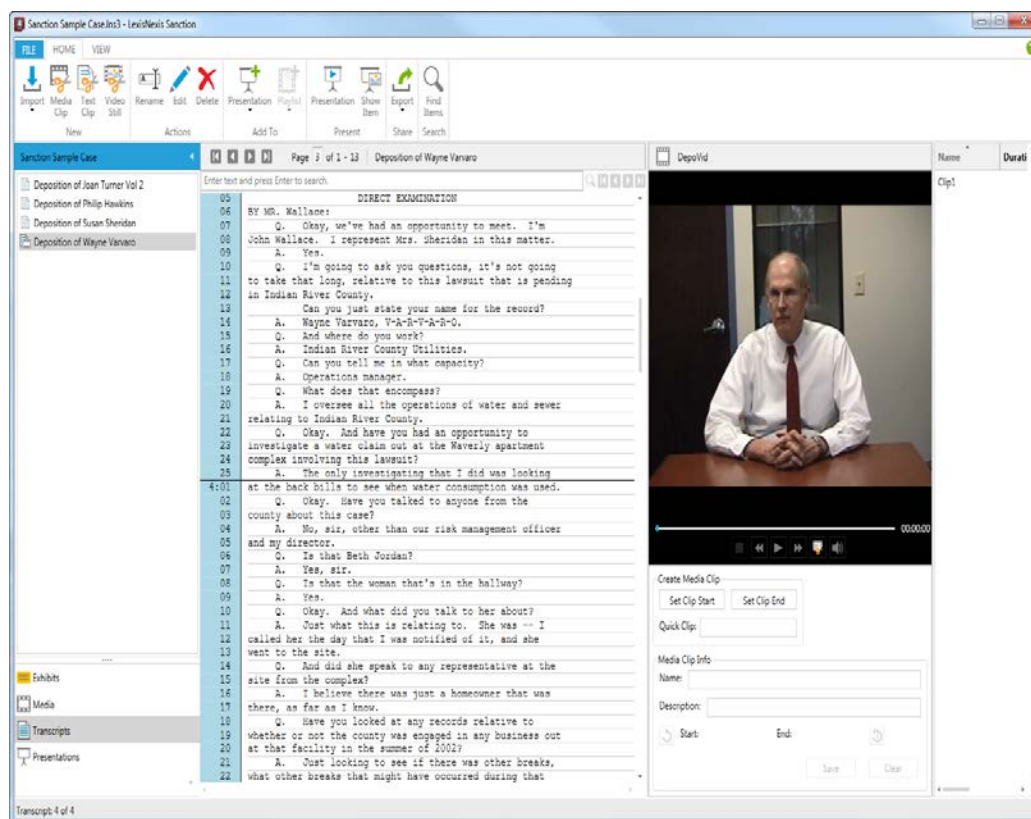 Sanction Sample Case.lns3 - LexisNexis Sanction
FILE HOME VIEW
Import Media Clip Text Clip Video Still Rename Edit Delete Presentation Playlist Presentation Show Item Export Find Items
New Actions Add To Present Share Search
Sanction Sample Case
Deposition of Joan Turner Vol 2
Deposition of Philip Hawkins
Deposition of Susan Sheridan
Deposition of Wayne Varvaro
Exhibits
Media
Transcripts
Presentations
Transcript: 4 of 4
Page 3 of 1 - 13 Deposition of Wayne Varvaro
Enter text and press Enter to search.
05 DIRECT EXAMINATION
06 BY MR. Wallace:
07 Q. Okay, we've had an opportunity to meet. I'm
08 John Wallace. I represent Mrs. Sheridan in this matter.
09 A. Yes.
10 Q. I'm going to ask you questions, it's not going
11 to take that long, relative to this lawsuit that is pending
12 in Indian River County.
13 Can you just state your name for the record?
14 A. Wayne Varvaro, V-A-R-V-A-R-O.
15 Q. And where do you work?
16 A. Indian River County Utilities.
17 Q. Can you tell me in what capacity?
18 A. Operations manager.
19 Q. What does that encompass?
20 A. I oversee all the operations of water and sewer
21 relating to Indian River County.
22 Q. Okay. And have you had an opportunity to
23 investigate a water claim out at the Waverly apartment
24 complex involving this lawsuit?
25 A. The only investigating that I did was looking
4:01 at the back bills to see when water consumption was used.
02 Q. Okay. Have you talked to anyone from the
03 county about this case?
04 A. No, sir, other than our risk management officer
05 and my director.
06 Q. Is that Beth Jordan?
07 A. Yes, sir.
08 Q. Is that the woman that's in the hallway?
09 A. Yes.
10 Q. Okay. And what did you talk to her about?
11 A. Just what this is relating to. She was -- I
12 called her the day that I was notified of it, and she
13 went to the site.
14 Q. And did she speak to any representative at the
15 site from the complex?
16 A. I believe there was just a homeowner that was
17 there, as far as I know.
18 Q. Have you looked at any records relative to
19 whether or not the county was engaged in any business out
20 at that facility in the summer of 2002?
21 A. Just looking to see if there was other breaks,
22 what other breaks that might have occurred during that
DepoVid
00:00:00
Create Media Clip
Set Clip Start Set Clip End
Quick Clip:
Media Clip Info
Name:
Description:
Start: End:
Save Clear
Name Durati
Clip1